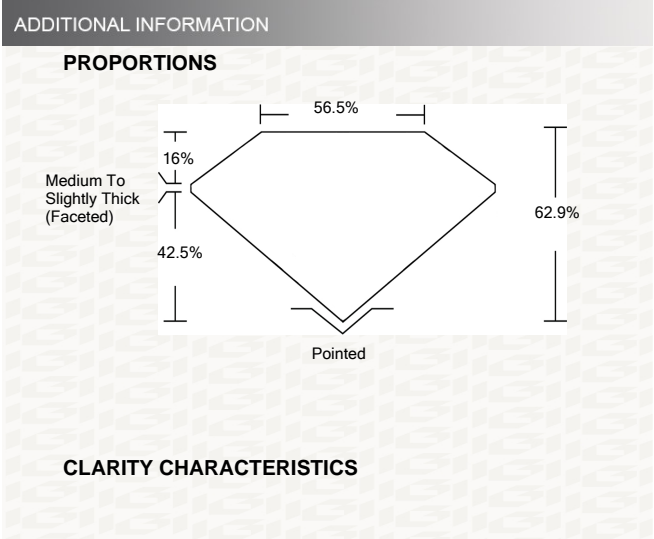 ADDITIONAL INFORMATION
PROPORTIONS
56.5%
16%
Medium To
Slightly Thick
(Faceted)
62.9%
42.5%
Pointed
CLARITY CHARACTERISTICS